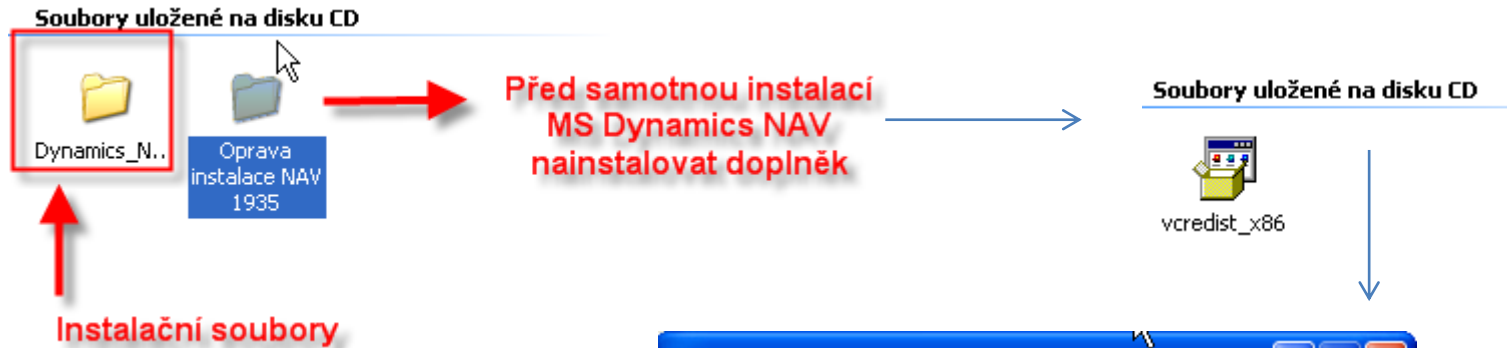 Soubory uložené na disku CD
Dynamics_N..
Oprava
instalace NAV
1935
Před samotnou instalací
MS Dynamics NAV
nainstalovat doplněk
Soubory uložené na disku CD
vcredist_x86
Instalační soubory